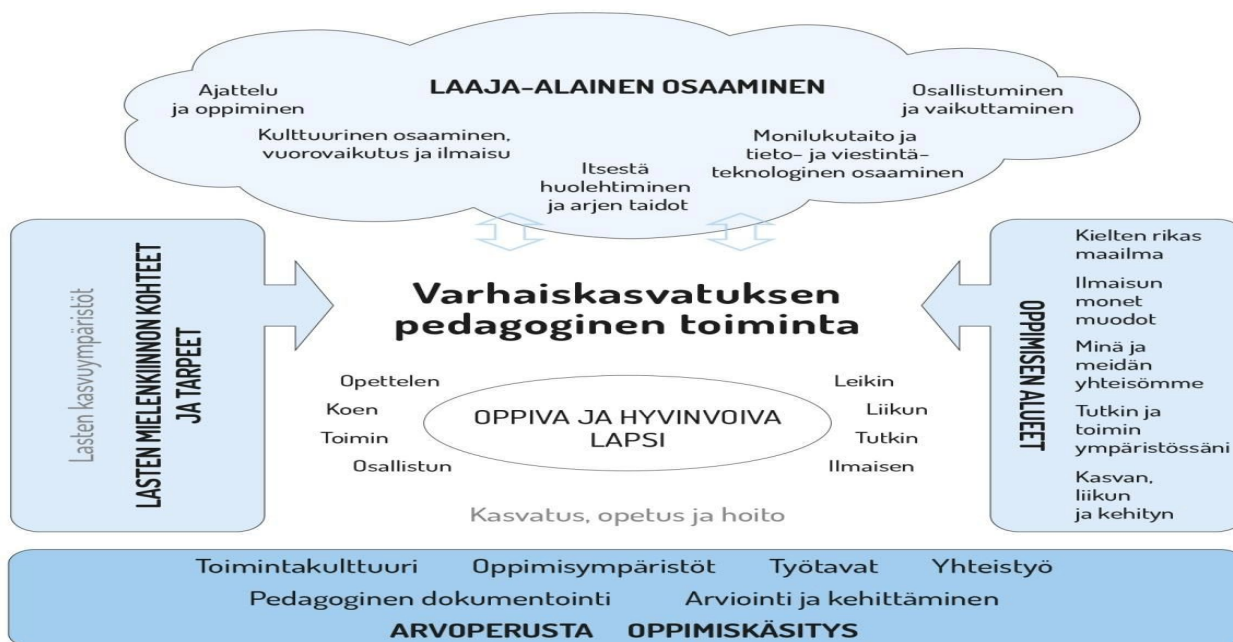 LAAJA-ALAINEN OSAAMINEN
Ajattelu
ja oppiminen
Kulttuurinen osaaminen,
vuorovaikutus ja ilmaisu
Itsestä
huolehtiminen
ja arjen taidot
Monilukutaito ja
tieto- ja viestintä-
teknologinen osaaminen
Osallistuminen
ja vaikuttaminen
Lasten kasvuympäristöt
LASTEN MIELENKIINNON KOHTEET
JA TARPEET
Varhaiskasvatuksen
pedagoginen toiminta
Opettelen
Koen
Toimin
Osallistun
OPPIVA JA HYVINVOIVA
LAPSI
Leikin
Liikun
Tutkin
Ilmaisen
Kasvatus, opetus ja hoito
OPPIMISEN ALUEET
Kielten rikas
maailma
Ilmaisun
monet
muodot
Minä ja
meidän
yhteisömme
Tutkin ja
toimin
ympäristössäni
Kasvan,
liikun
ja kehityn
Toimintakulttuuri Oppimisympäristöt Työtavat Yhteistyö
Pedagoginen dokumentointi Arviointi ja kehittäminen
ARVOPERUSTA OPPIMISKÄSITYS